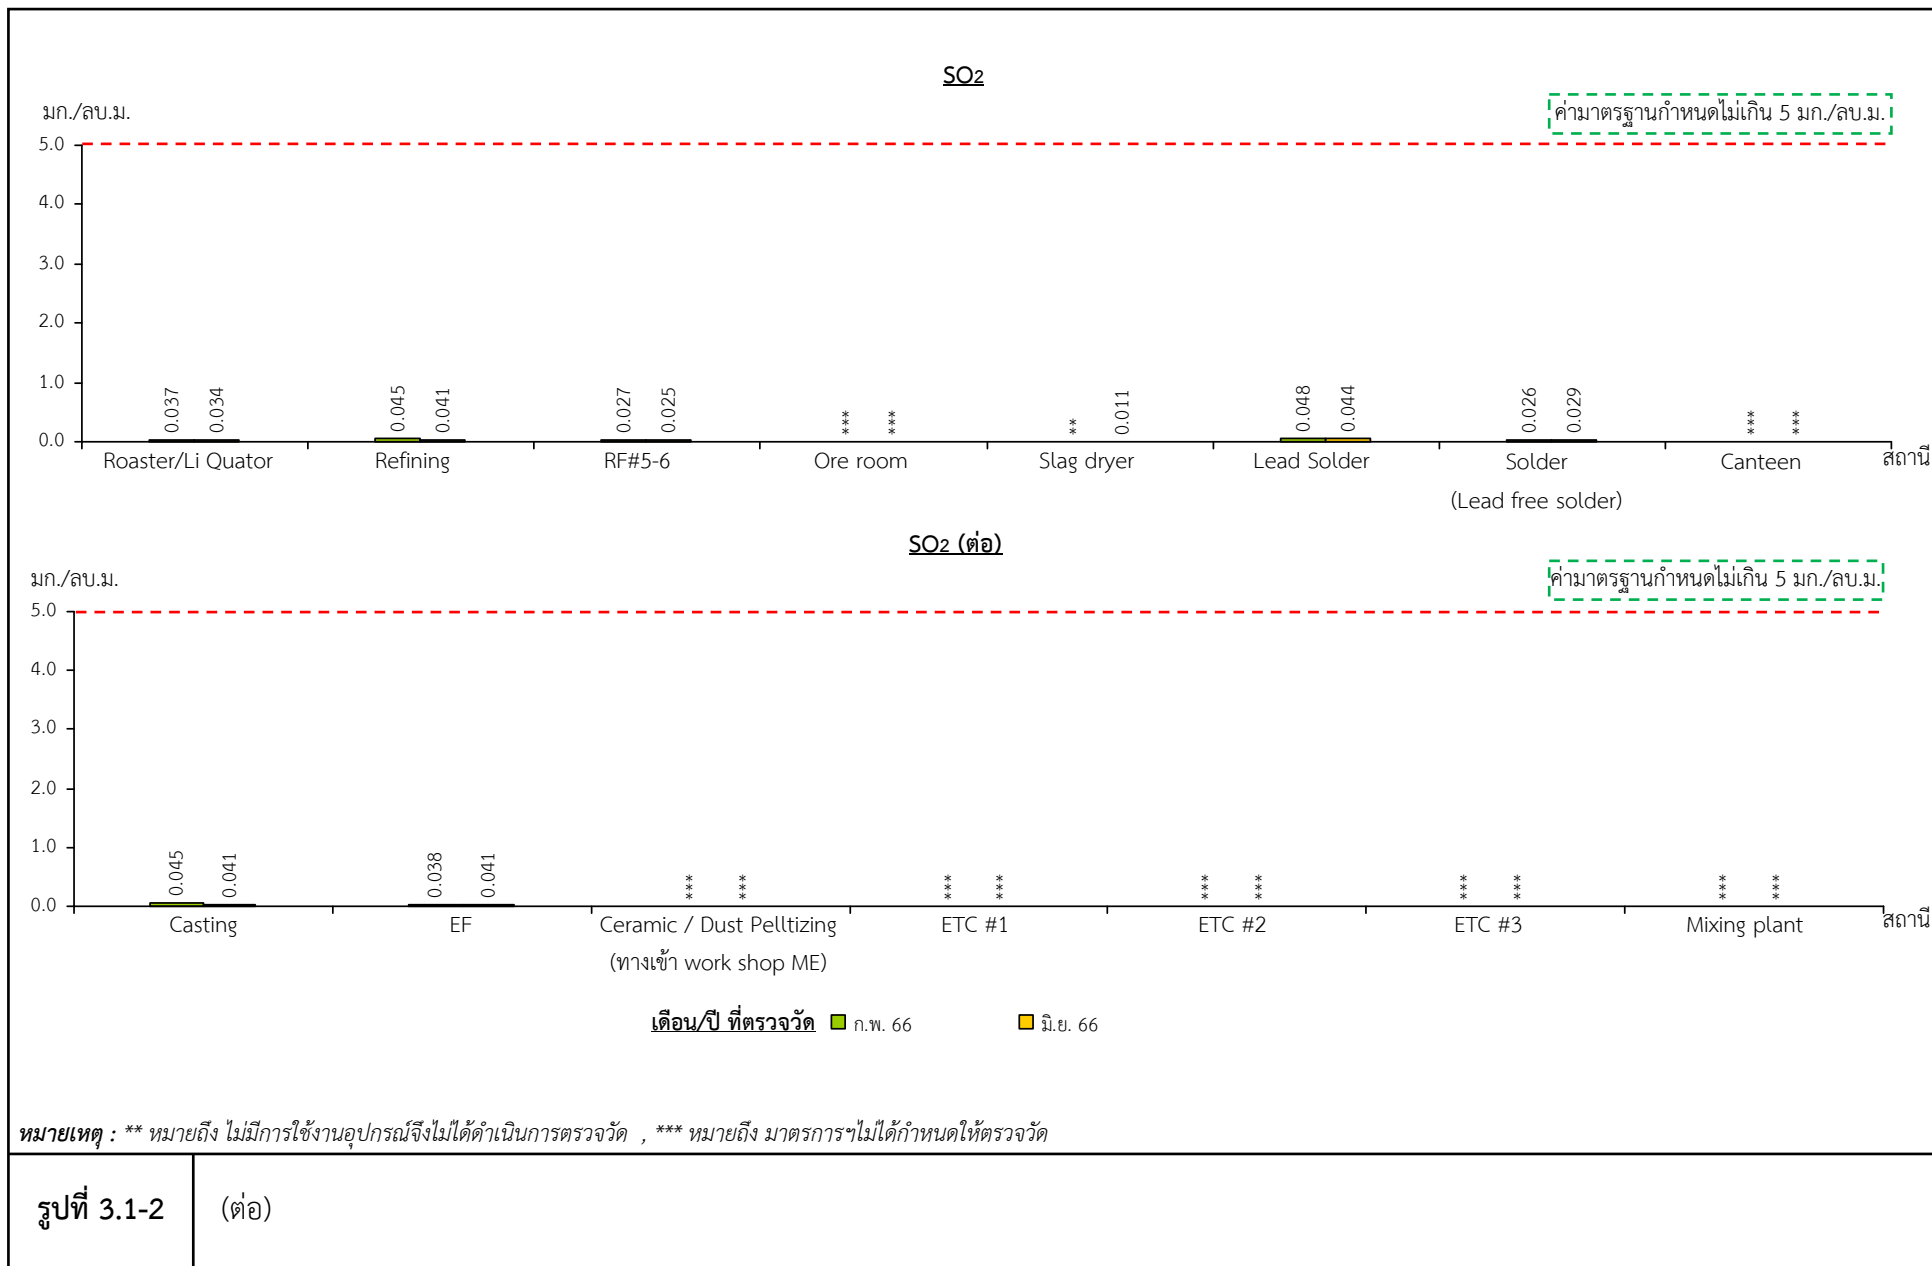 SO2
มก./ลบ.ม.
ค่ามาตรฐานกำหนดไม่เกิน 5 มก./ลบ.ม.
5.0
4.0
3.0
2.0
1.0
0.0
0.037 0.034 0.045 0.041 0.027 0.025 *** *** ** 0.011 0.048 0.044 0.026 0.029 *** ***
Roaster/Li Quator Refining RF#5-6 Ore room Slag dryer Lead Solder Solder Canteen สถานี
(Lead free solder)
SO2 (ต่อ)
มก./ลบ.ม.
ค่ามาตรฐานกำหนดไม่เกิน 5 มก./ลบ.ม.
5.0
4.0
3.0
2.0
1.0
0.0
0.045 0.041 0.038 0.041 *** *** *** *** *** *** *** *** *** ***
Casting EF Ceramic / Dust Pelltizing ETC #1 ETC #2 ETC #3 Mixing plant สถานี
(ทางเข้า work shop ME)
เดือน/ปี ที่ตรวจวัด ก.พ. 66 มิ.ย. 66
หมายเหตุ : ** หมายถึง ไม่มีการใช้งานอุปกรณ์จึงไม่ได้ดำเนินการตรวจวัด , *** หมายถึง มาตรการฯไม่ได้กำหนดให้ตรวจวัด
รูปที่ 3.1-2 (ต่อ)